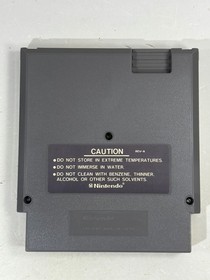 CAUTION
• DO NOT STORE IN EXTREME TEMPERATURES.
• DO NOT IMMERSE IN WATER.
• DO NOT CLEAN WITH BENZENE, THINNER,
ALCOHOL OR OTHER SUCH SOLVENTS.
Nintendo